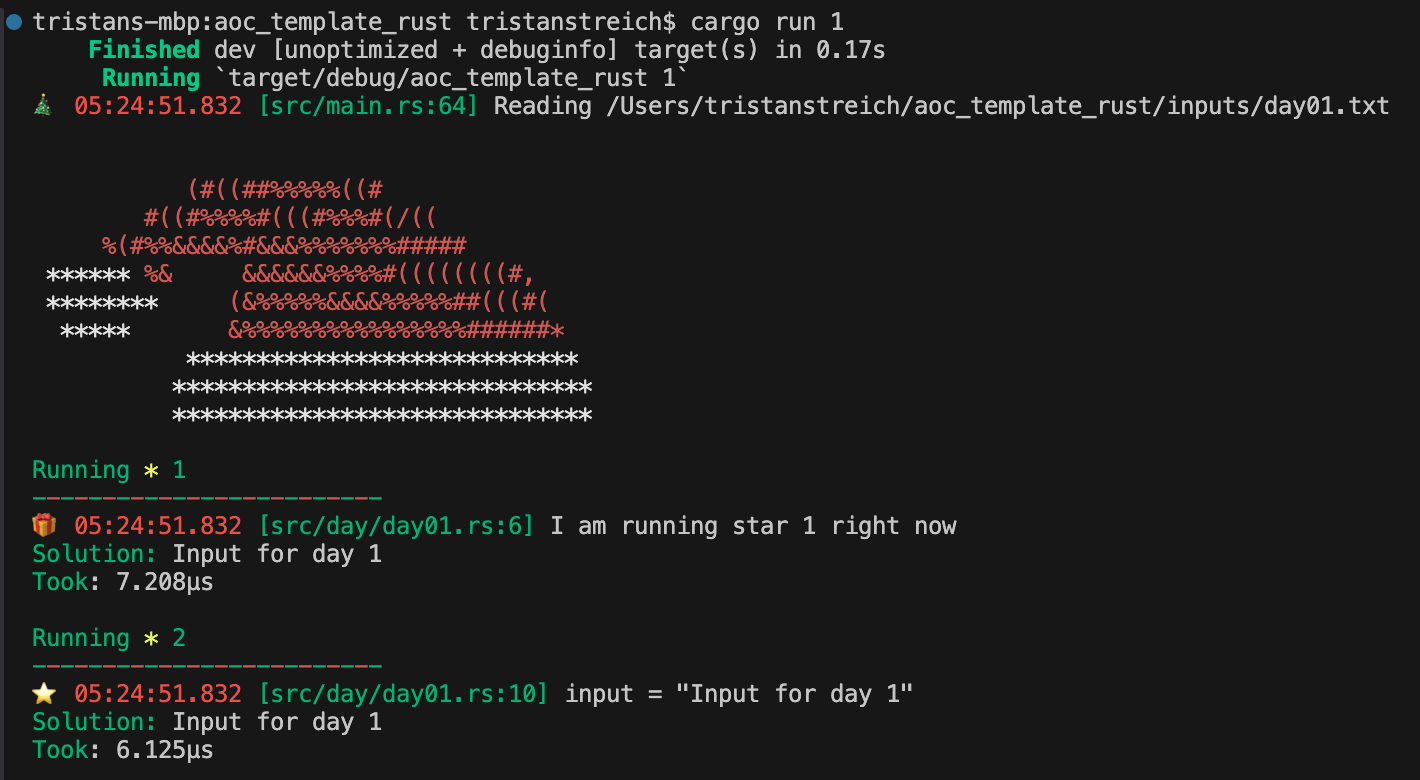 tristans-mbp:aoc_template_rust tristanstreich$ cargo run 1
    Finished dev [unoptimized + debuginfo] target(s) in 0.17s
     Running `target/debug/aoc_template_rust 1`
🎄 05:24:51.832 [src/main.rs:64] Reading /Users/tristanstreich/aoc_template_rust/inputs/day01.txt
           (#((##%%%%%((#
        #((#%%%%#(((#%%%#(/((
     %(#%%&&&&%#&&&%%%%%%%#####
 ****** %&     &&&&&&%%%%#((((((((#,
 ********     (&%%%%%&&&&%%%%%##(((#(
  *****       &%%%%%%%%%%%%%%%%######*
           ****************************
          ******************************
          ******************************
Running * 1
-------------------------
🎁 05:24:51.832 [src/day/day01.rs:6] I am running star 1 right now
Solution: Input for day 1
Took: 7.208µs
Running * 2
-------------------------
⭐ 05:24:51.832 [src/day/day01.rs:10] input = "Input for day 1"
Solution: Input for day 1
Took: 6.125µs